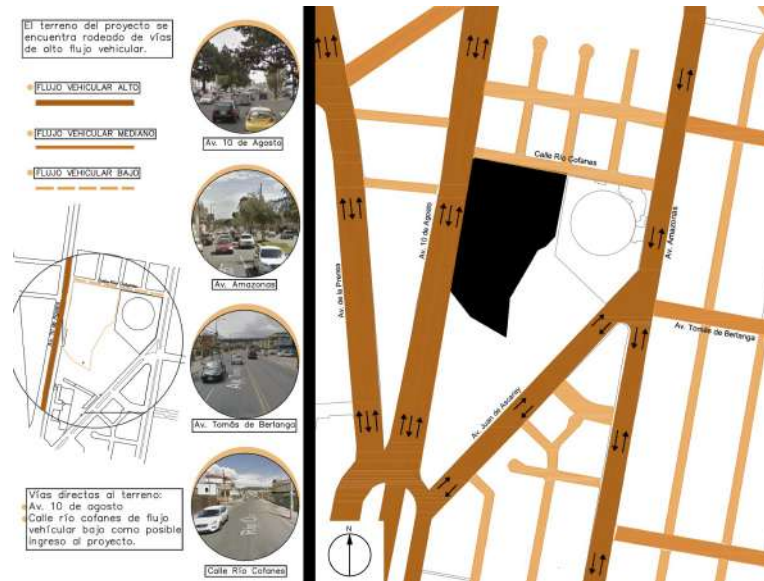 El terreno del proyecto se
encuentra rodeado de vías
de alto flujo vehicular.
FLUJO VEHICULAR ALTO
FLUJO VEHICULAR MEDIANO
FLUJO VEHICULAR BAJO
Av. 10 de Agosto
Av. Amazonas
Av. Tomás de Berlanga
Calle Río Cofanes
Vías directas al terreno:
Av. 10 de agosto
Calle río cofanes de flujo
vehícular bajo como posible
ingreso al proyecto.
Calle Río Cofanes
Av. de la Prensa
Av. 10 de Agosto
Av. Amazonas
Av. Tomás de Berlanga
Av. Juan de Ascaray
N